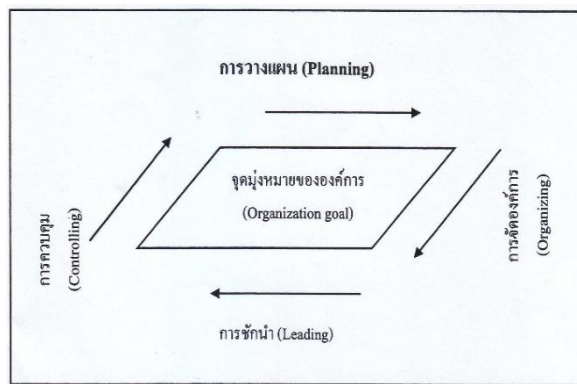 การวางแผน (Planning)
จุดมุ่งหมายขององค์การ
(Organization goal)
การจัดองค์การ
(Organizing)
การชักนำ (Leading)
การควบคุม
(Controlling)